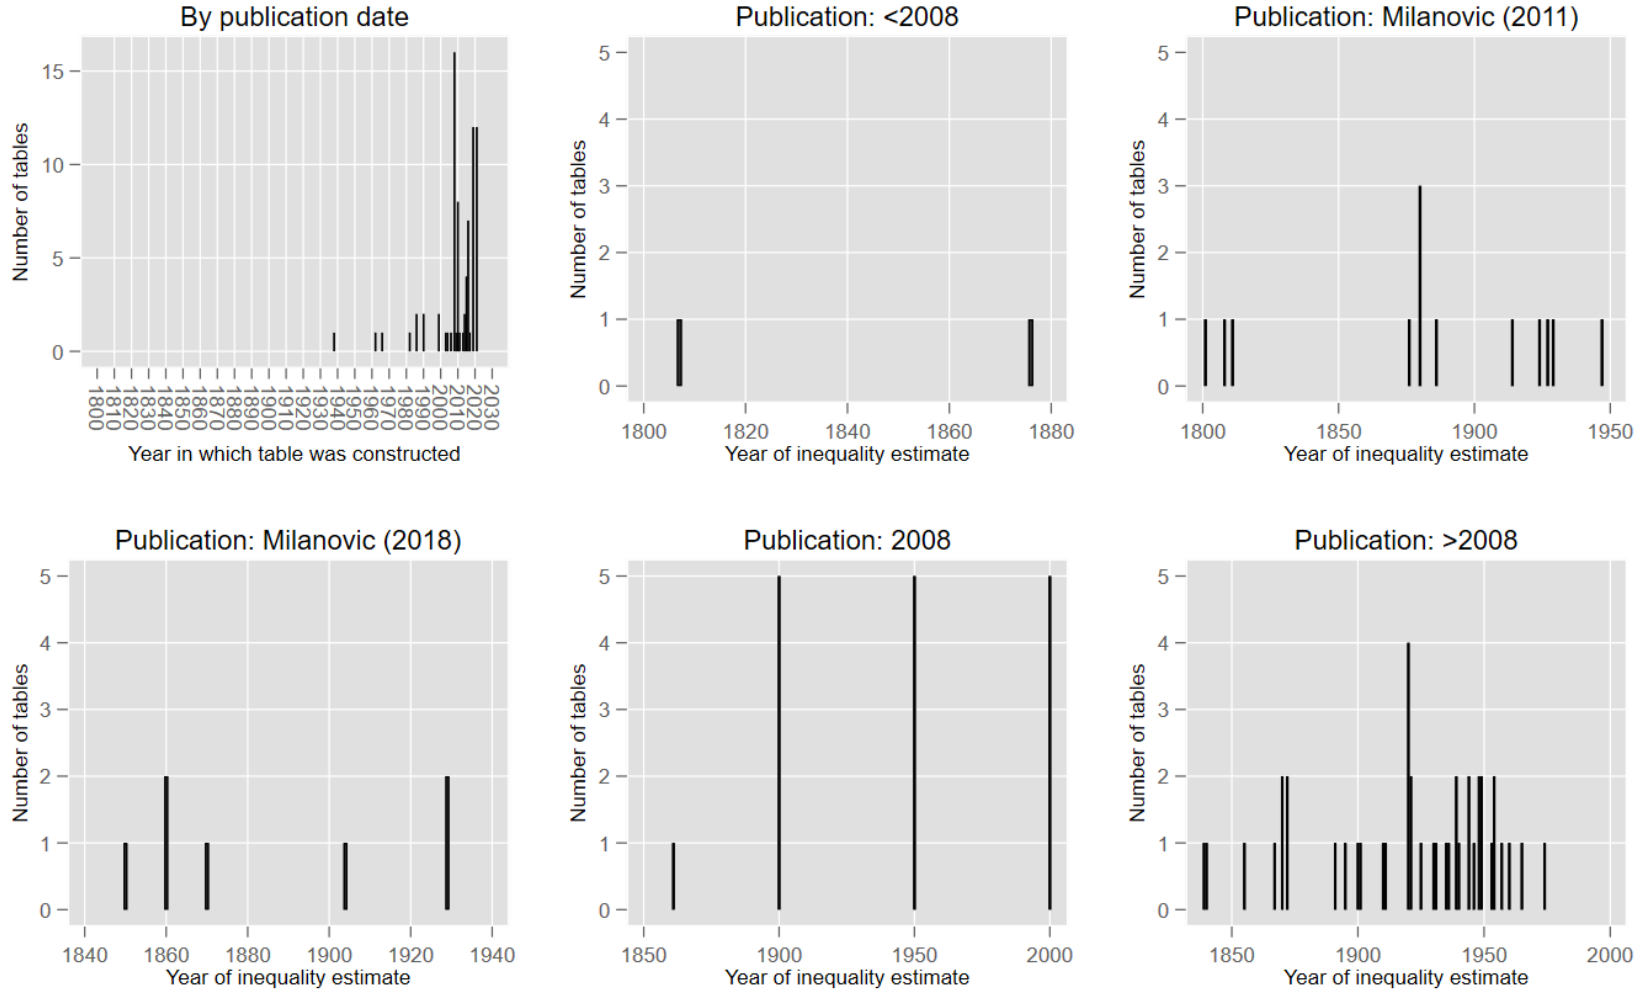 By publication date
Number of tables
15
10
5
0
1800 1810 1820 1830 1840 1850 1860 1870 1880 1890 1900 1910 1920 1930 1940 1950 1960 1970 1980 1990 2000 2010 2020 2030
Year in which table was constructed
Publication: <2008
Number of tables
5
4
3
2
1
0
1800 1820 1840 1860 1880
Year of inequality estimate
Publication: Milanovic (2011)
Number of tables
5
4
3
2
1
0
1800 1850 1900 1950
Year of inequality estimate
Publication: Milanovic (2018)
Number of tables
5
4
3
2
1
0
1840 1860 1880 1900 1920 1940
Year of inequality estimate
Publication: 2008
Number of tables
5
4
3
2
1
0
1850 1900 1950 2000
Year of inequality estimate
Publication: >2008
Number of tables
5
4
3
2
1
0
1850 1900 1950 2000
Year of inequality estimate